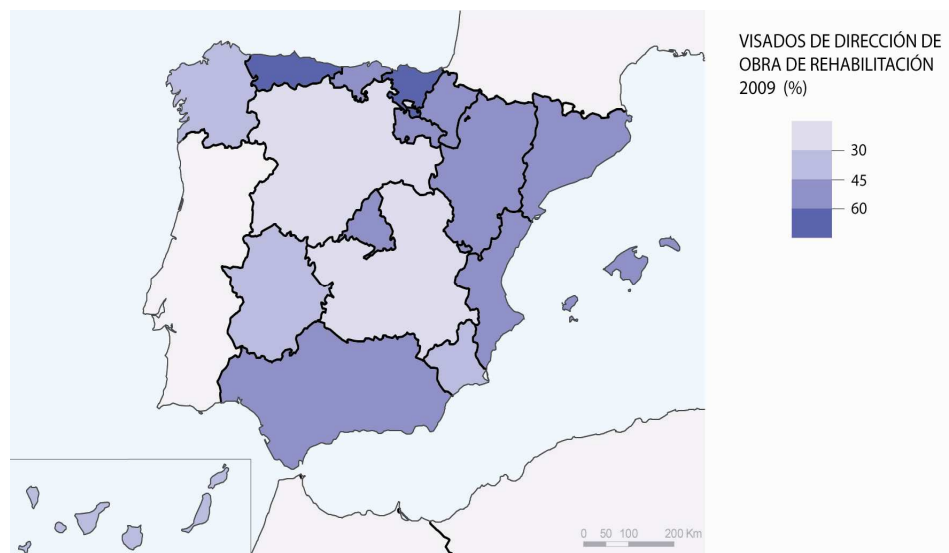 VISADOS DE DIRECCIÓN DE
OBRA DE REHABILITACIÓN
2009 (%)
30
45
60
0 50 100 200 Km